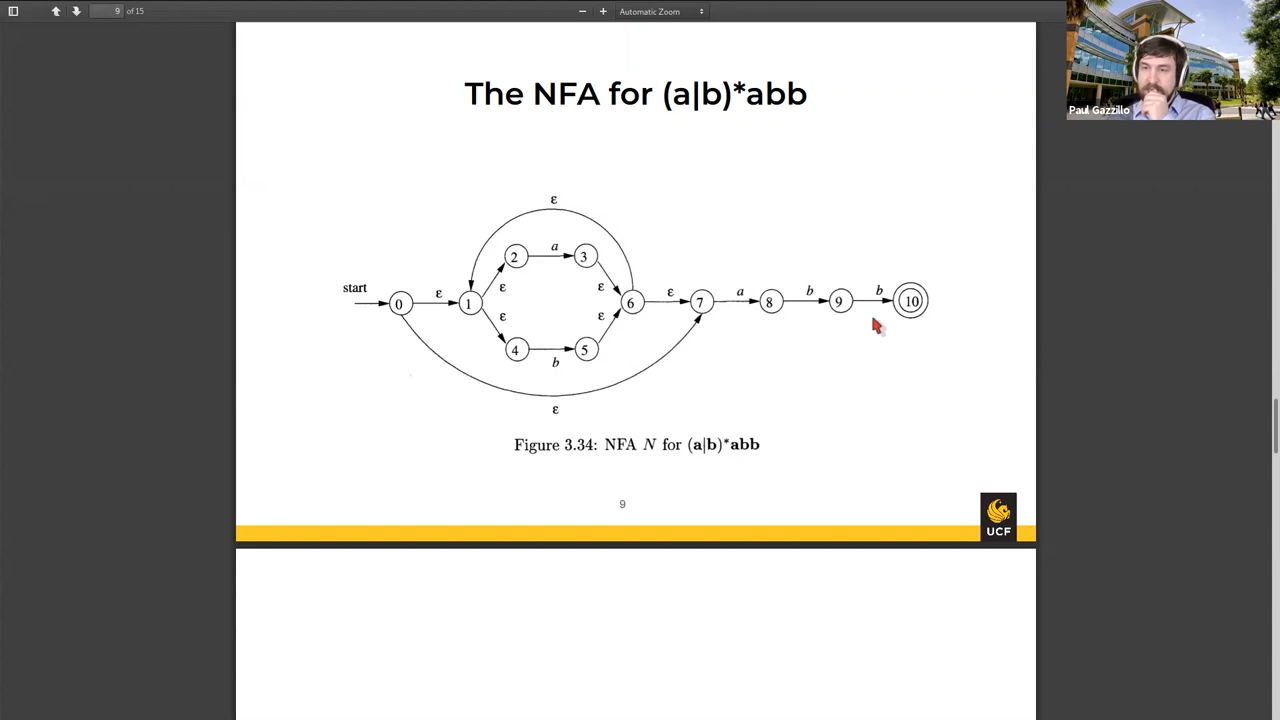 9 of 15
Automatic Zoom
Paul Gazzillo
The NFA for (a|b)*abb
ε
2 a 3
start ε ε ε
0 1 6 ε 7 a 8 b 9 b 10
ε ε
4 b 5
ε
Figure 3.34: NFA N for (a|b)*abb
9
UCF